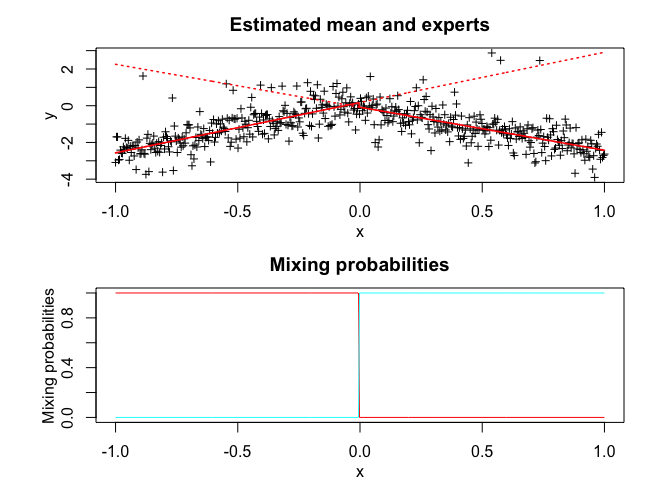 Estimated mean and experts
y
2
0
-2
-4
-1.0 -0.5 0.0 0.5 1.0
x
Mixing probabilities
Mixing probabilities
0.8
0.4
0.0
-1.0 -0.5 0.0 0.5 1.0
x